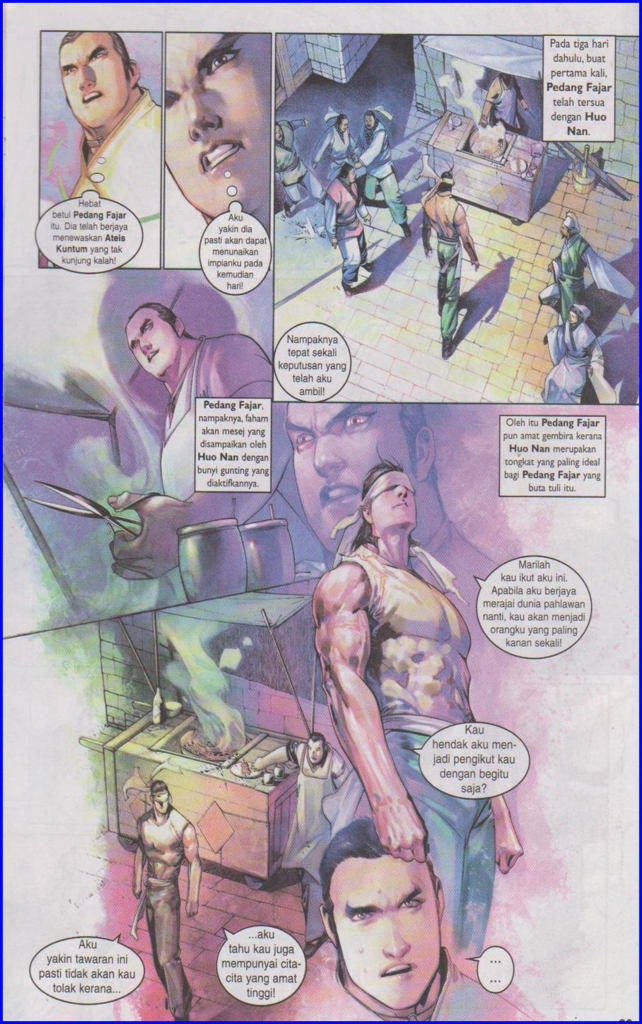 Hebat
betul Pedang Fajar
itu. Dia telah berjaya
menewaskan Ateis
Kuntum yang tak
kunjung kalah!
Aku
yakin dia
pasti akan dapat
menunaikan
impianku pada
kemudian
hari!
Pada tiga hari
dahulu, buat
pertama kali,
Pedang Fajar
telah tersua
dengan Huo
Nan.
Nampaknya
tepat sekali
keputusan yang
telah aku
ambil!
Pedang Fajar,
nampaknya, faham
akan mesej yang
disampaikan oleh
Huo Nan dengan
bunyi gunting yang
diaktifkannya.
Oleh itu Pedang Fajar
pun amat gembira kerana
Huo Nan merupakan
tongkat yang paling ideal
bagi Pedang Fajar yang
buta tuli itu.
Marilah
kau ikut aku ini.
Apabila aku berjaya
merajai dunia pahlawan
nanti, kau akan menjadi
orangku yang paling
kanan sekali!
Kau
hendak aku men-
jadi pengikut kau
dengan begitu
saja?
Aku
yakin tawaran ini
pasti tidak akan kau
tolak kerana...
...aku
tahu kau juga
mempunyai cita-
cita yang amat
tinggi!
...
...